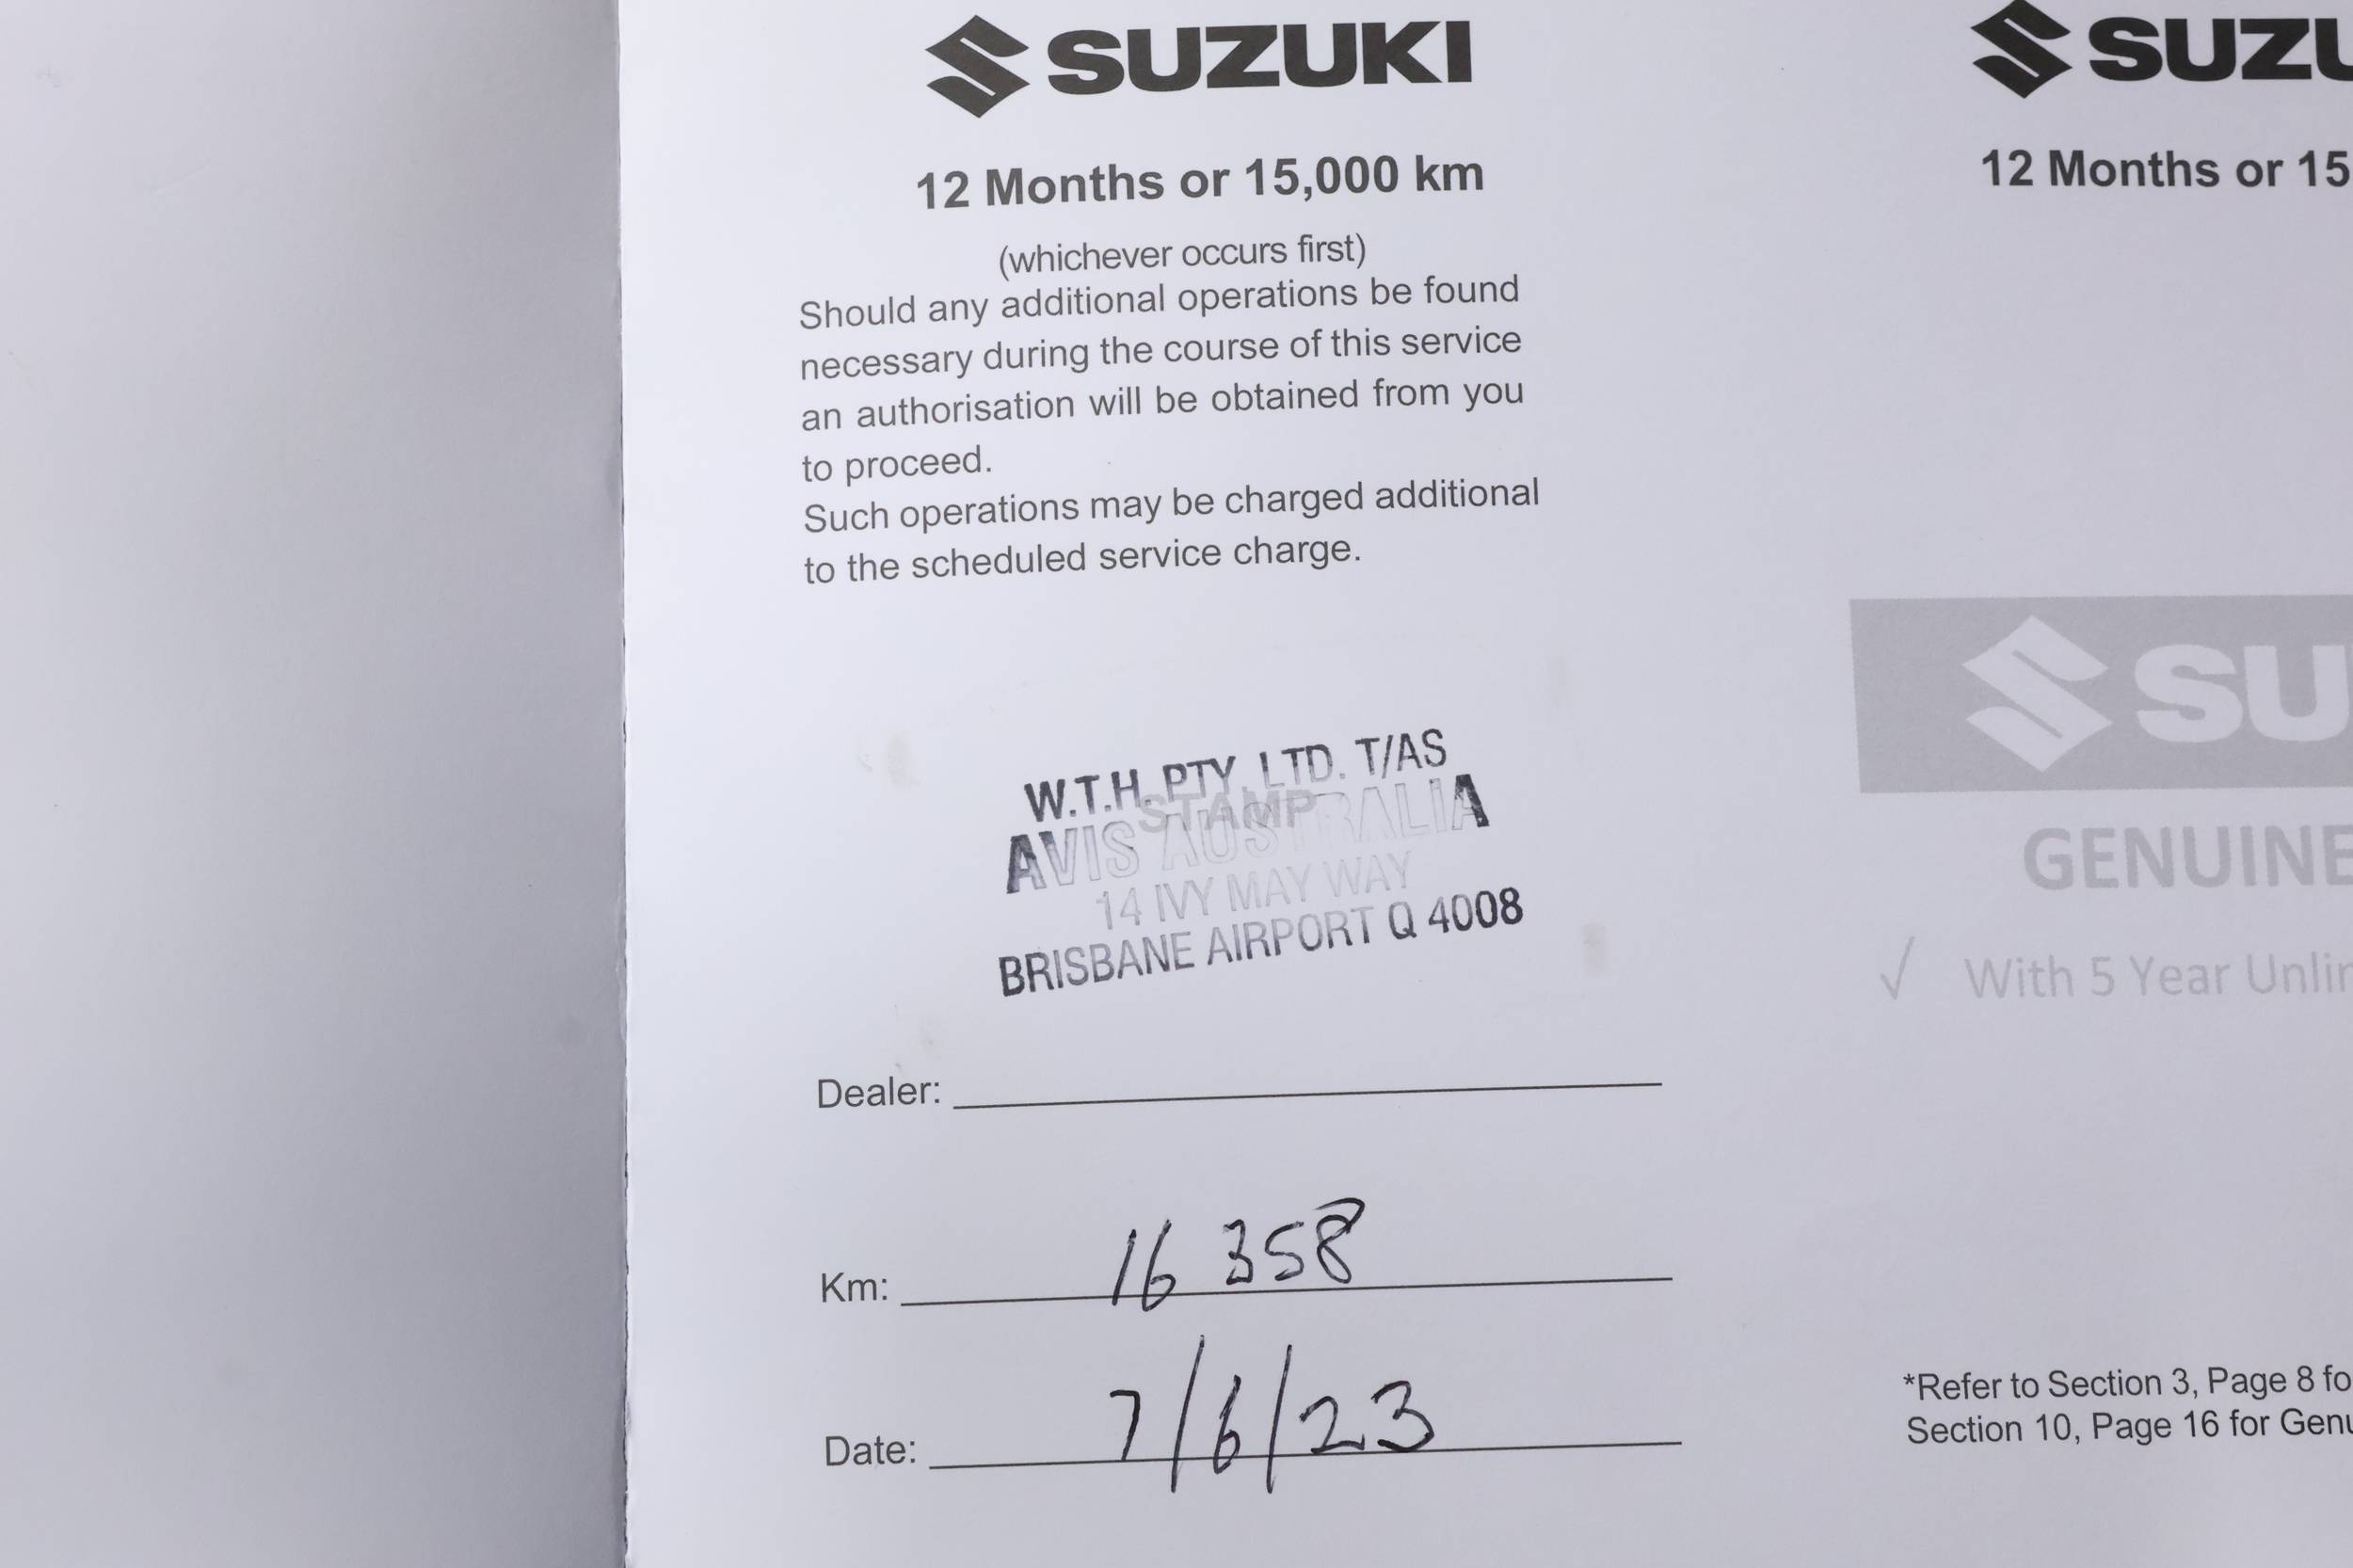 SUZUKI
12 Months or 15,000 km
(whichever occurs first)
Should any additional operations be found
necessary during the course of this service
an authorisation will be obtained from you
to proceed.
Such operations may be charged additional
to the scheduled service charge.
W.T.H. PTY. LTD. T/AS
STAMP
AVIS AUSTRALIA
14 IVY MAY WAY
BRISBANE AIRPORT Q 4008
Dealer:
Km: 16 358
Date: 7/6/23
SUZU
12 Months or 15
SU
GENUINE
√ With 5 Year Unlim
*Refer to Section 3, Page 8 fo
Section 10, Page 16 for Genu